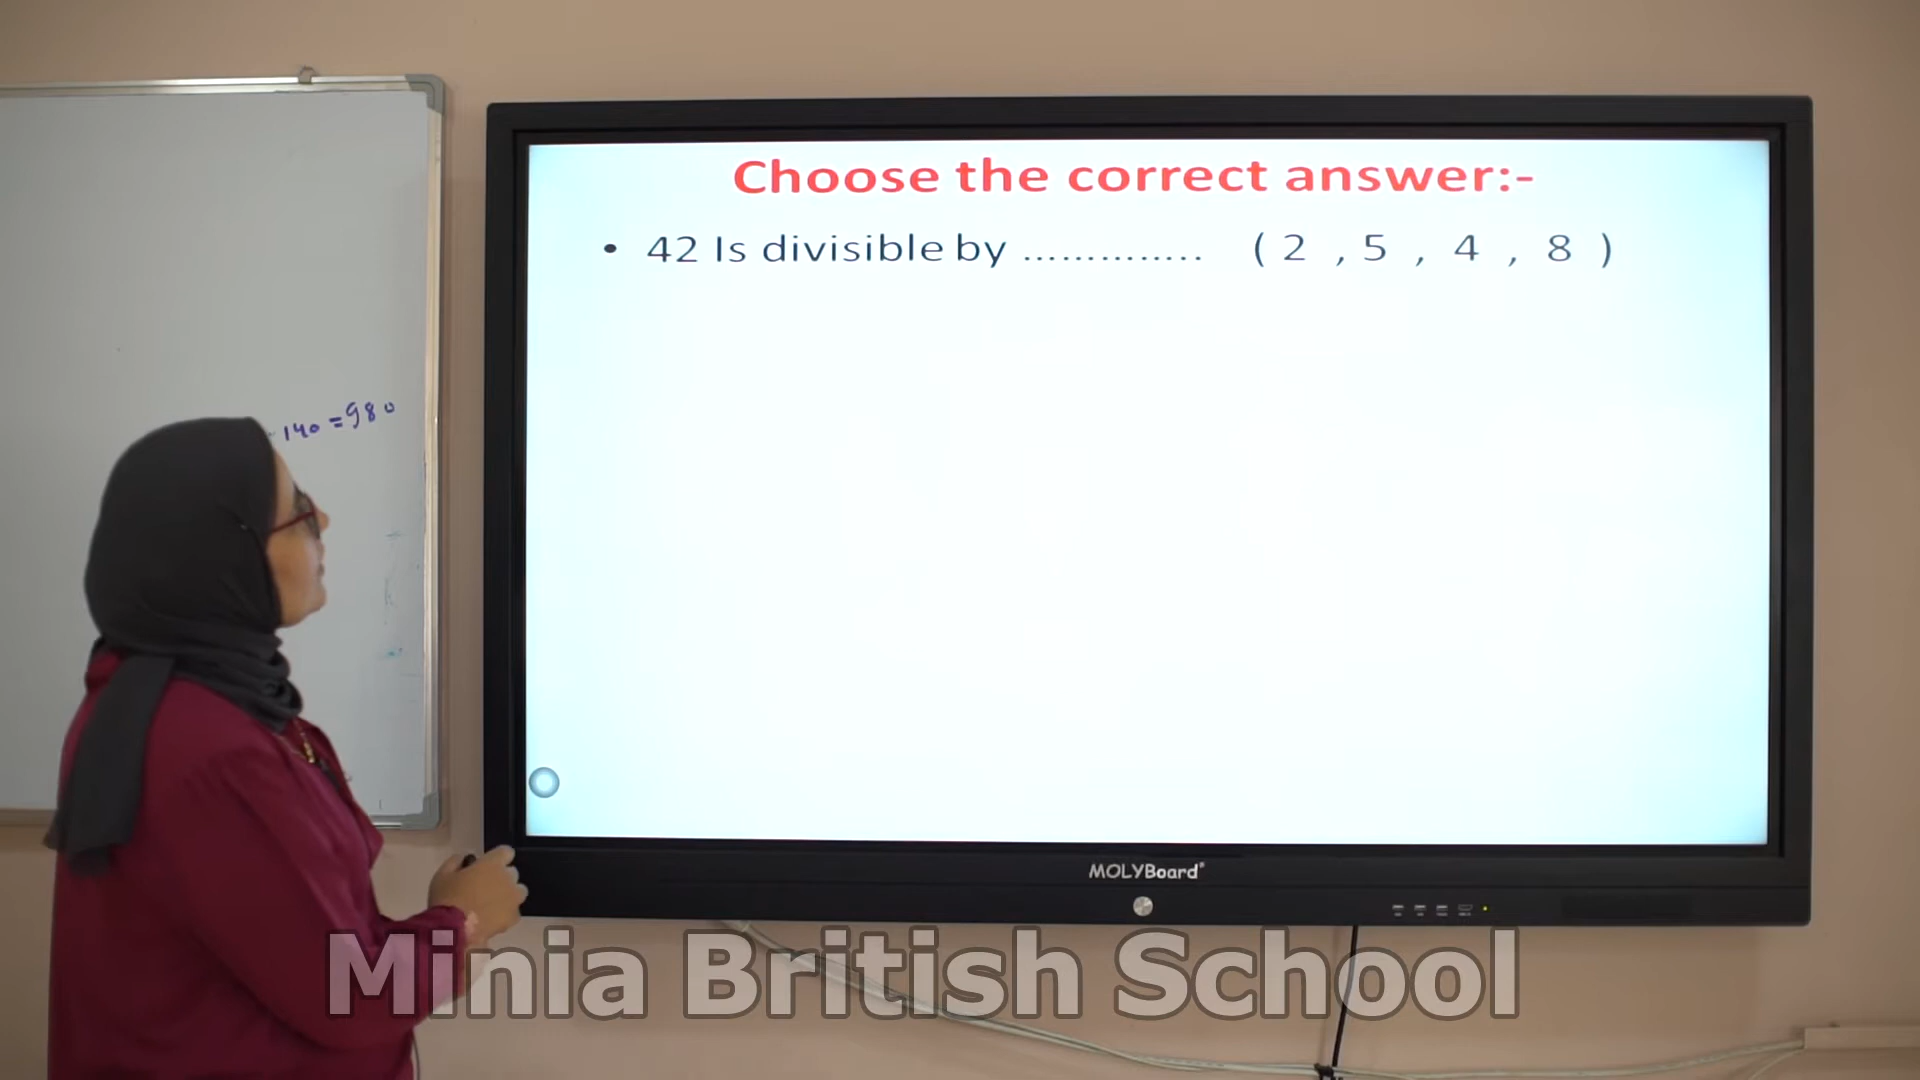 Choose the correct answer:-
• 42 Is divisible by .............. ( 2 , 5 , 4 , 8 )
140 = 980
MOLYBoard
Minia British School